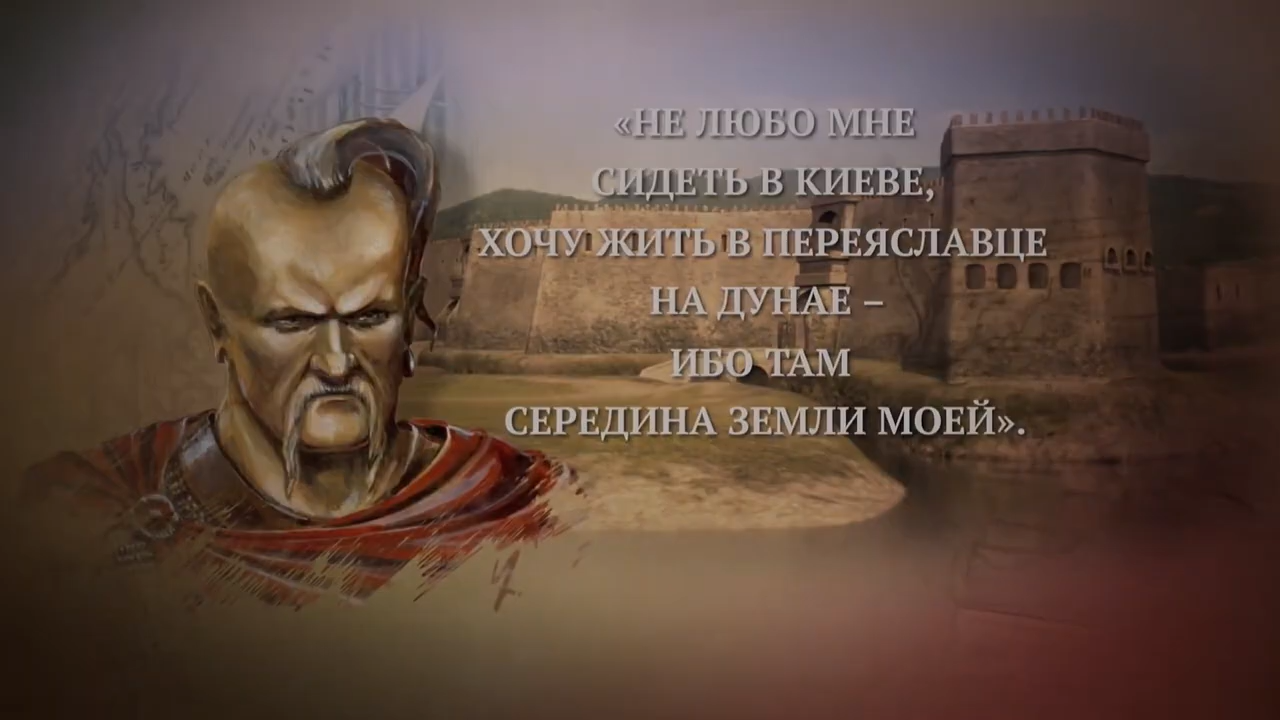 «НЕ ЛЮБО МНЕ
СИДЕТЬ В КИЕВЕ,
ХОЧУ ЖИТЬ В ПЕРЕЯСЛАВЦЕ
НА ДУНАЕ –
ИБО ТАМ
СЕРЕДИНА ЗЕМЛИ МОЕЙ».